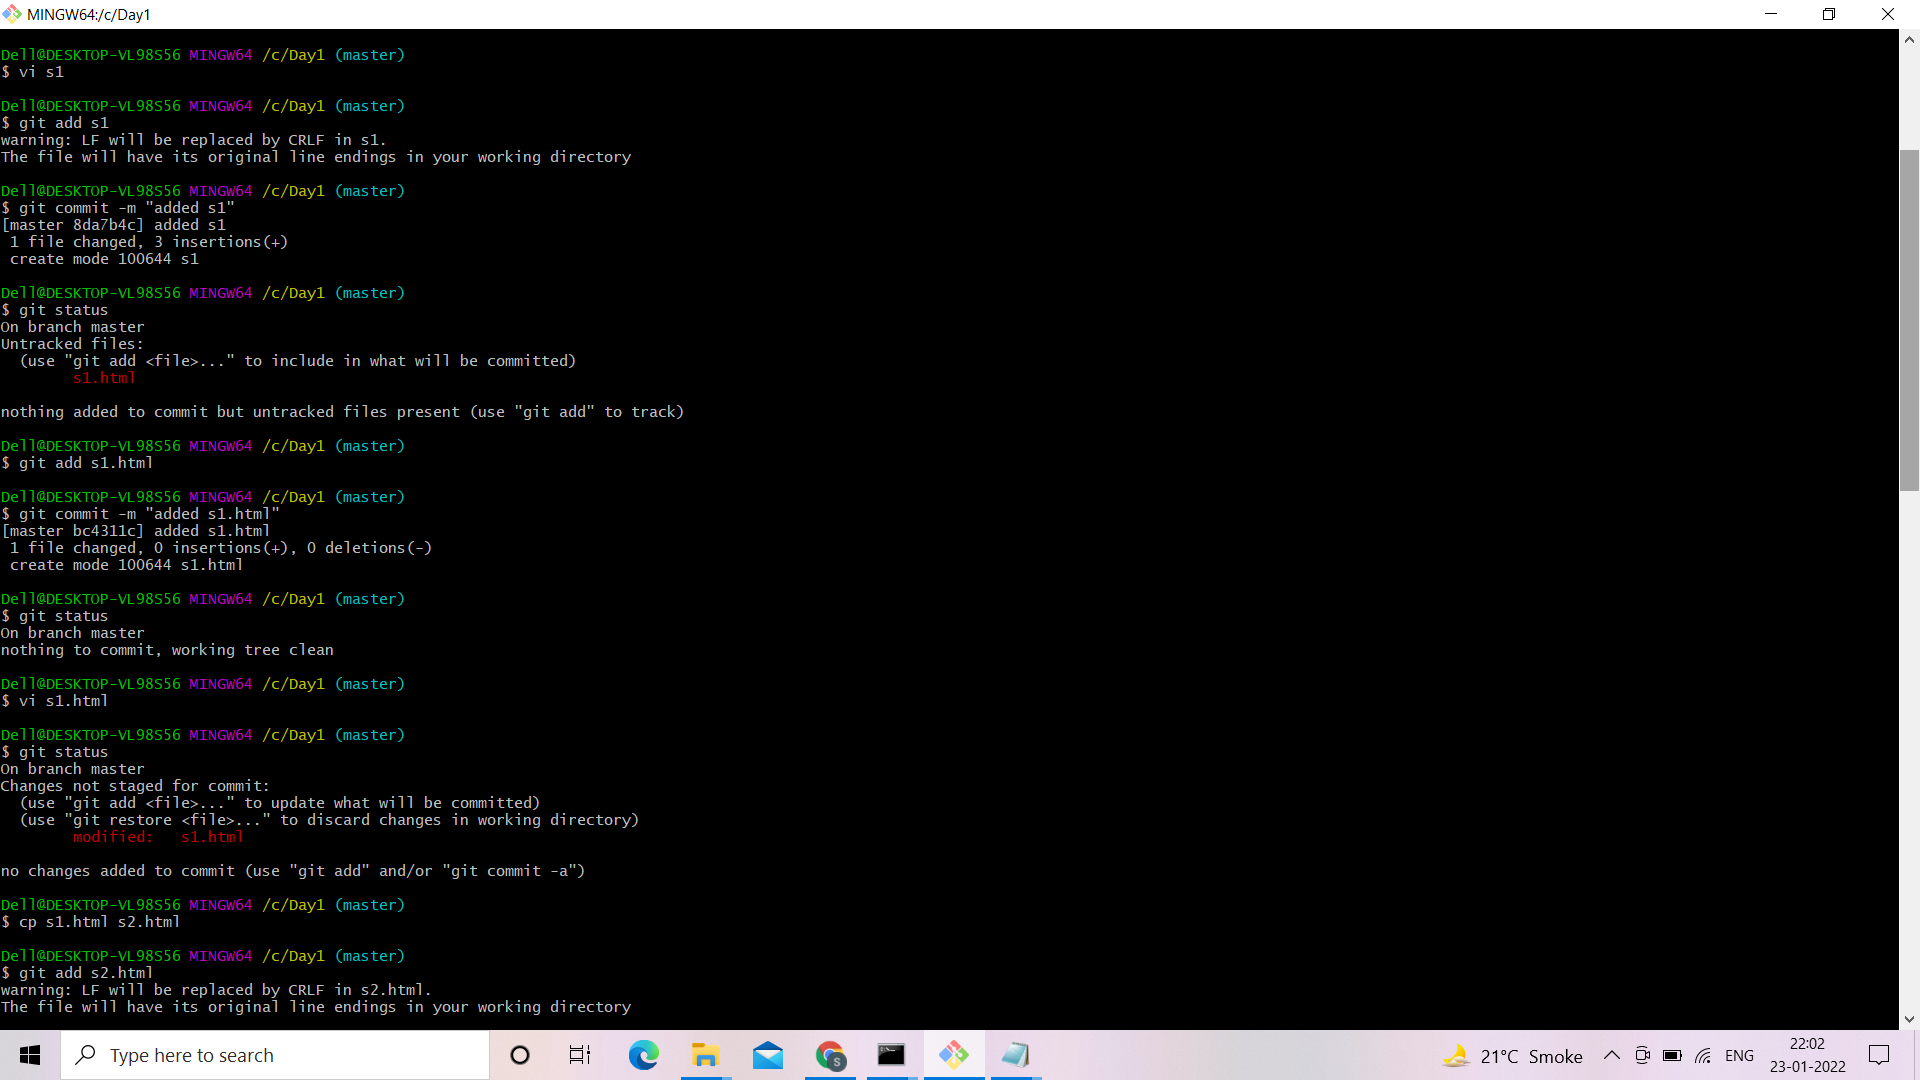 MINGW64:/c/Day1
Dell@DESKTOP-VL98S56 MINGW64 /c/Day1 (master)
$ vi s1
Dell@DESKTOP-VL98S56 MINGW64 /c/Day1 (master)
$ git add s1
warning: LF will be replaced by CRLF in s1.
The file will have its original line endings in your working directory
Dell@DESKTOP-VL98S56 MINGW64 /c/Day1 (master)
$ git commit -m "added s1"
[master 8da7b4c] added s1
 1 file changed, 3 insertions(+)
 create mode 100644 s1
Dell@DESKTOP-VL98S56 MINGW64 /c/Day1 (master)
$ git status
On branch master
Untracked files:
  (use "git add <file>..." to include in what will be committed)
        s1.html
nothing added to commit but untracked files present (use "git add" to track)
Dell@DESKTOP-VL98S56 MINGW64 /c/Day1 (master)
$ git add s1.html
Dell@DESKTOP-VL98S56 MINGW64 /c/Day1 (master)
$ git commit -m "added s1.html"
[master bc4311c] added s1.html
 1 file changed, 0 insertions(+), 0 deletions(-)
 create mode 100644 s1.html
Dell@DESKTOP-VL98S56 MINGW64 /c/Day1 (master)
$ git status
On branch master
nothing to commit, working tree clean
Dell@DESKTOP-VL98S56 MINGW64 /c/Day1 (master)
$ vi s1.html
Dell@DESKTOP-VL98S56 MINGW64 /c/Day1 (master)
$ git status
On branch master
Changes not staged for commit:
  (use "git add <file>..." to update what will be committed)
  (use "git restore <file>..." to discard changes in working directory)
        modified:   s1.html
no changes added to commit (use "git add" and/or "git commit -a")
Dell@DESKTOP-VL98S56 MINGW64 /c/Day1 (master)
$ cp s1.html s2.html
Dell@DESKTOP-VL98S56 MINGW64 /c/Day1 (master)
$ git add s2.html
warning: LF will be replaced by CRLF in s2.html.
The file will have its original line endings in your working directory
Type here to search
S
21°C Smoke
ENG
22:02
23-01-2022